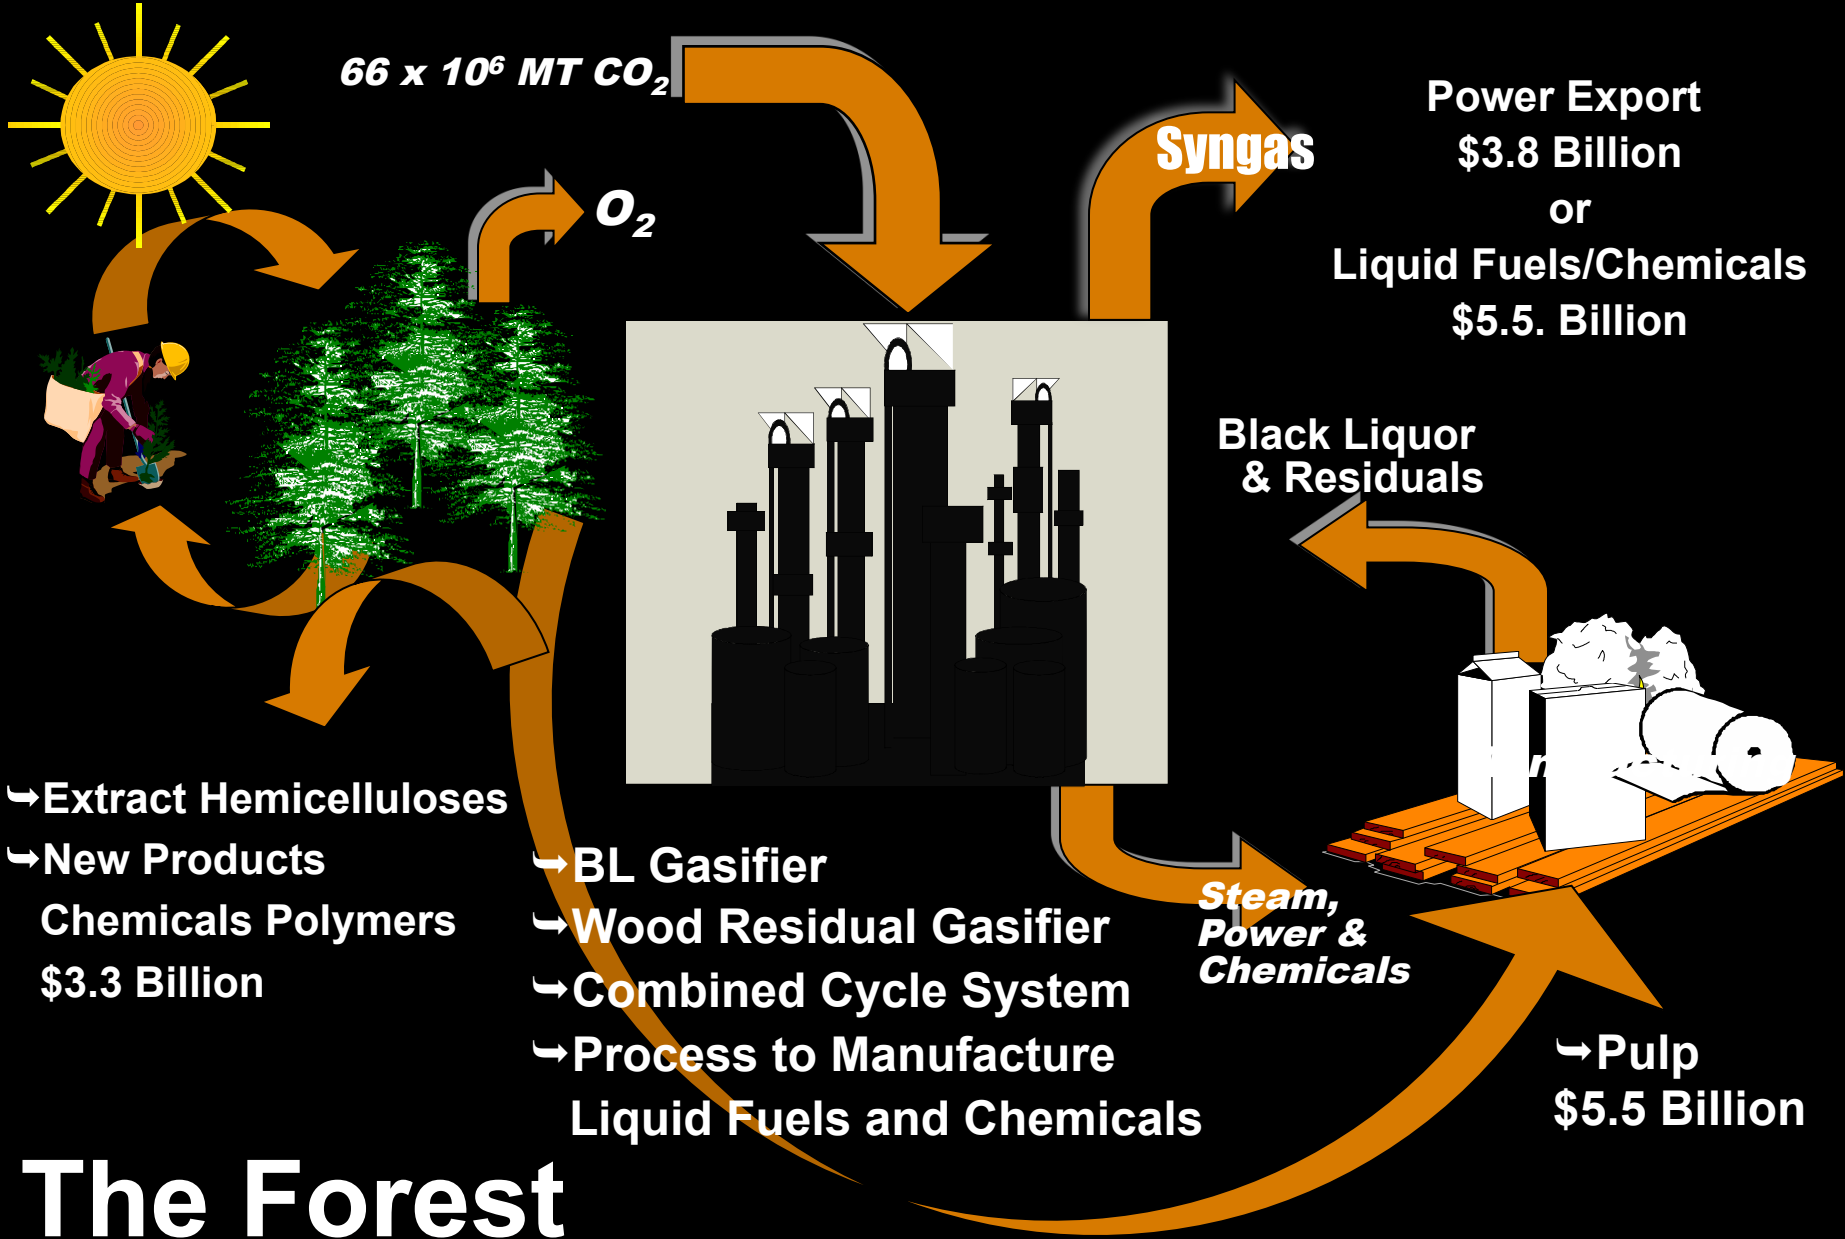 66 x 10⁶ MT CO₂
O₂
Syngas
Power Export
$3.8 Billion
or
Liquid Fuels/Chemicals
$5.5. Billion
Black Liquor
& Residuals
⮩Extract Hemicelluloses
⮩New Products
Chemicals Polymers
$3.3 Billion
⮩BL Gasifier
⮩Wood Residual Gasifier
⮩Combined Cycle System
⮩Process to Manufacture
Liquid Fuels and Chemicals
Steam,
Power &
Chemicals
⮩Pulp
$5.5 Billion
The Forest